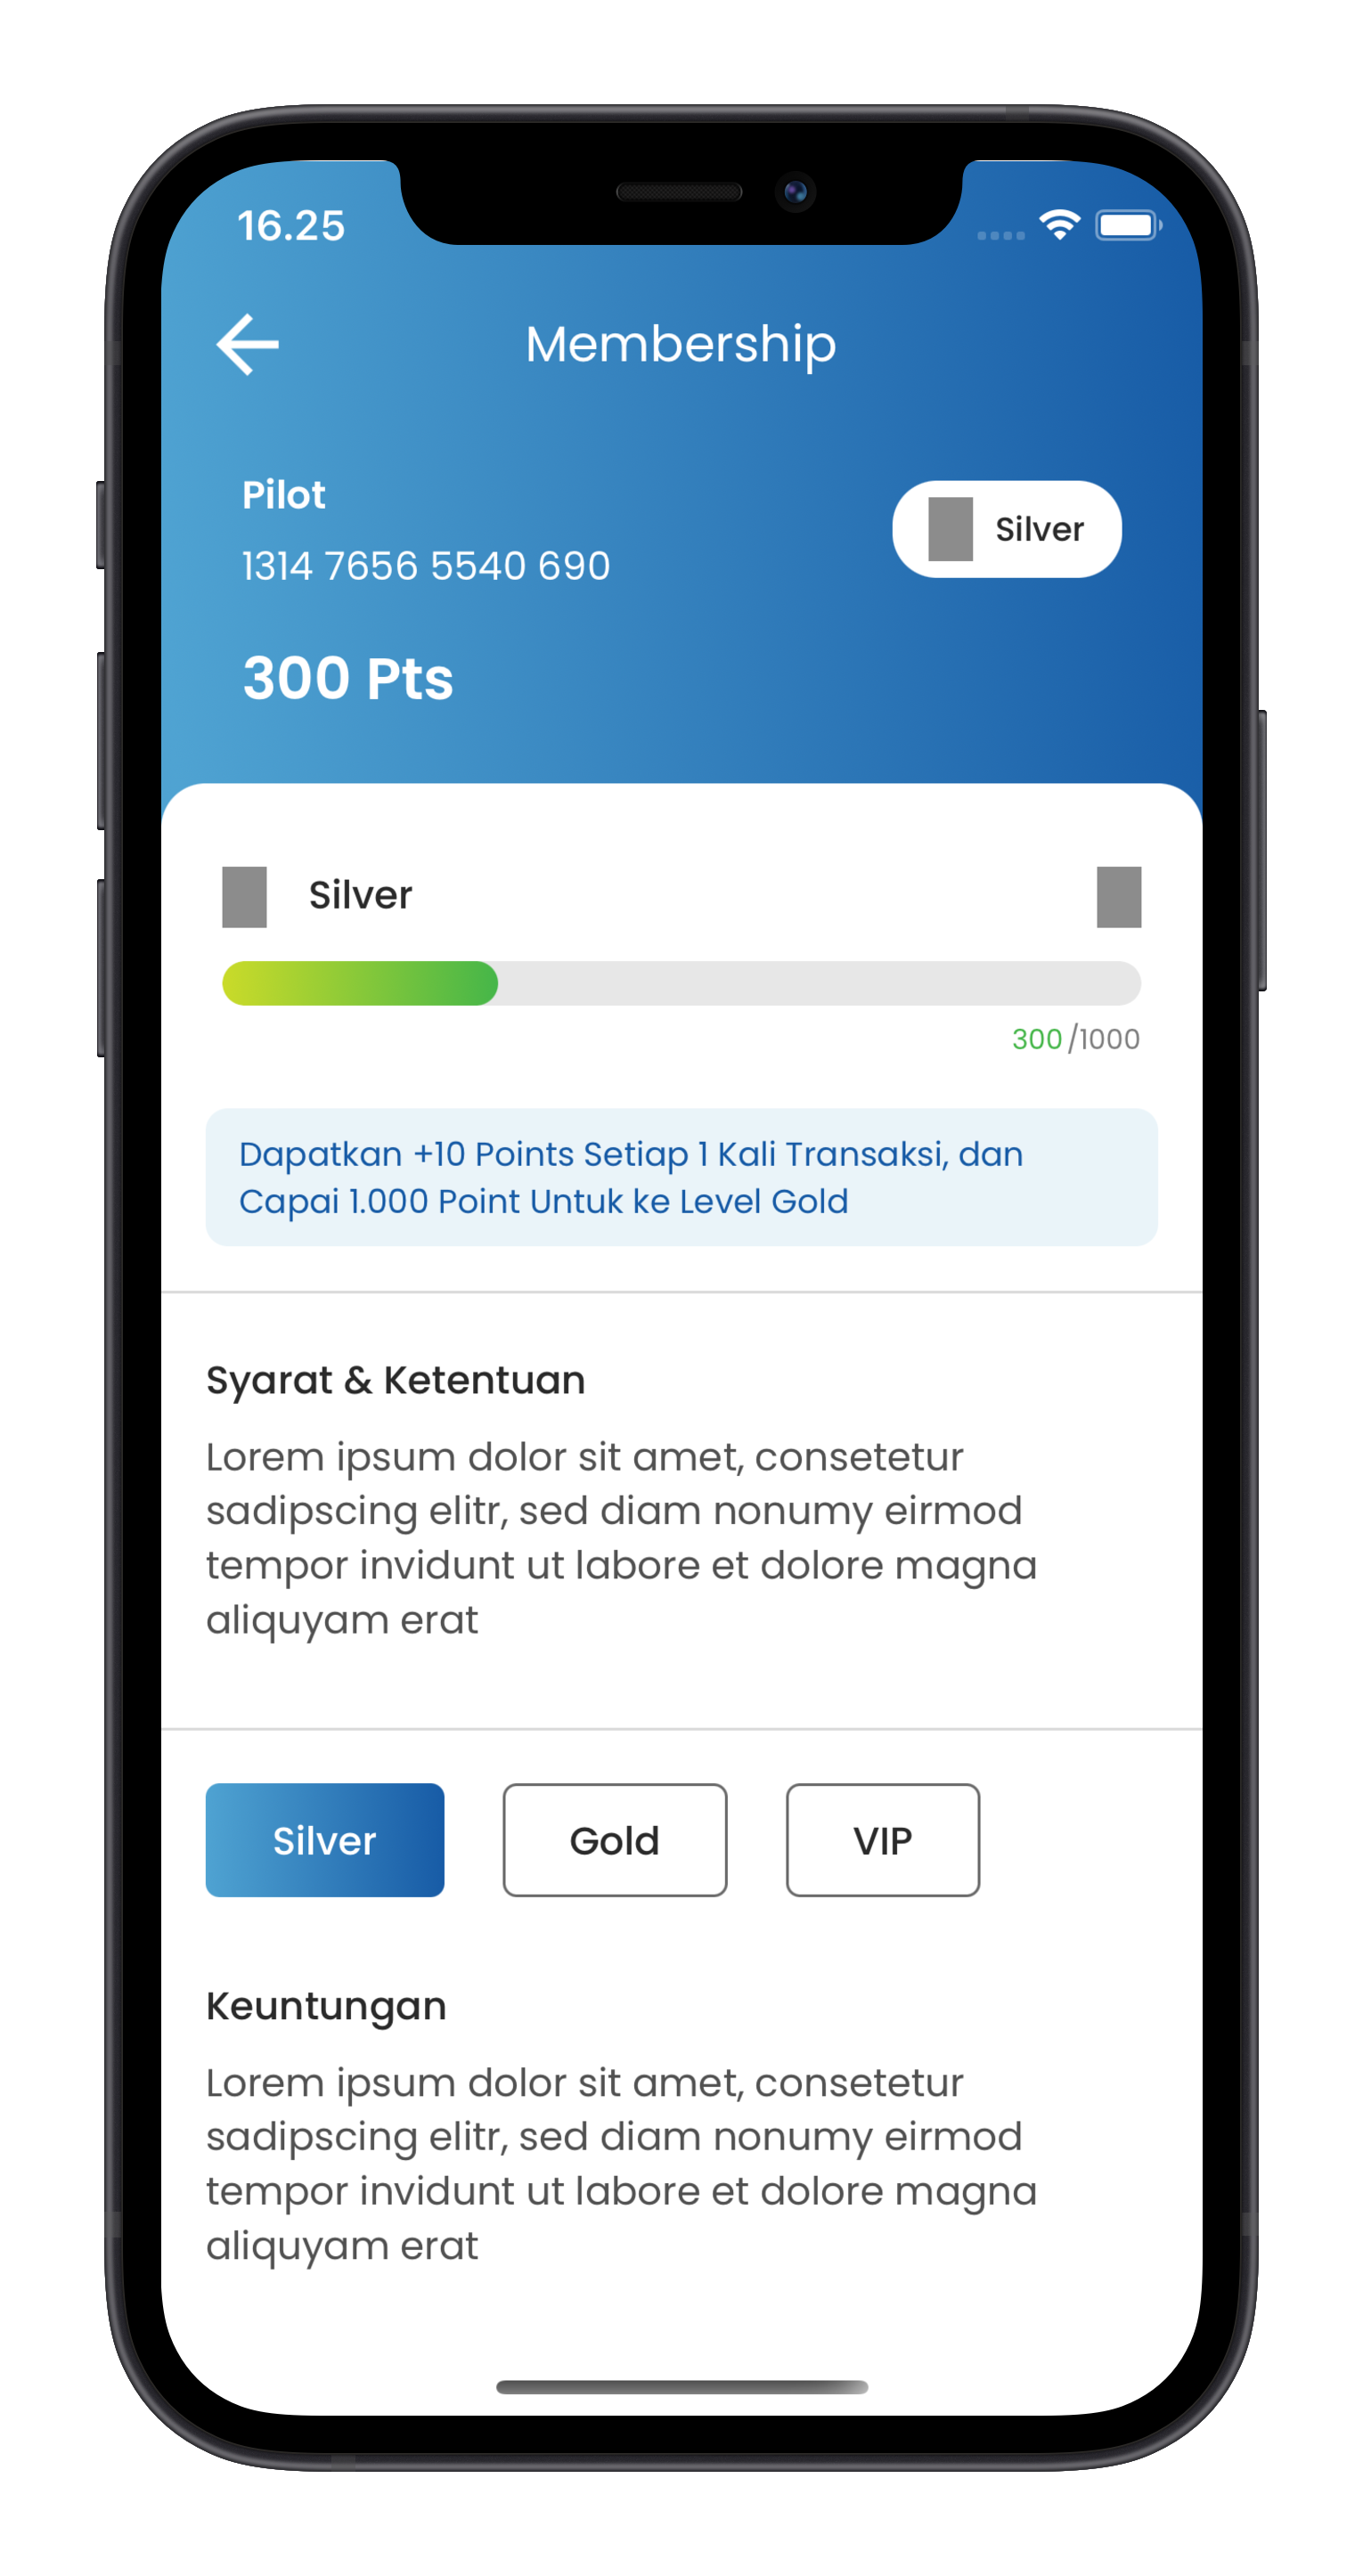 16.25
Membership
Pilot
Silver
1314 7656 5540 690
300 Pts
Silver
300/1000
Dapatkan +10 Points Setiap 1 Kali Transaksi, dan
Capai 1.000 Point Untuk ke Level Gold
Syarat & Ketentuan
Lorem ipsum dolor sit amet, consetetur
sadipscing elitr, sed diam nonumy eirmod
tempor invidunt ut labore et dolore magna
aliquyam erat
Silver
Gold
VIP
Keuntungan
Lorem ipsum dolor sit amet, consetetur
sadipscing elitr, sed diam nonumy eirmod
tempor invidunt ut labore et dolore magna
aliquyam erat